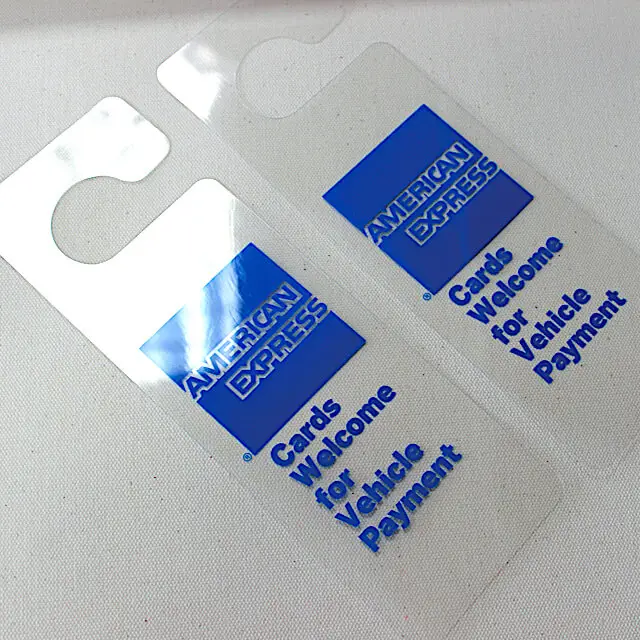 AMERICAN
EXPRESS
®
Cards
Welcome
for
Vehicle
Payment
AMERICAN
EXPRESS
®
Cards
Welcome
for
Vehicle
Payment